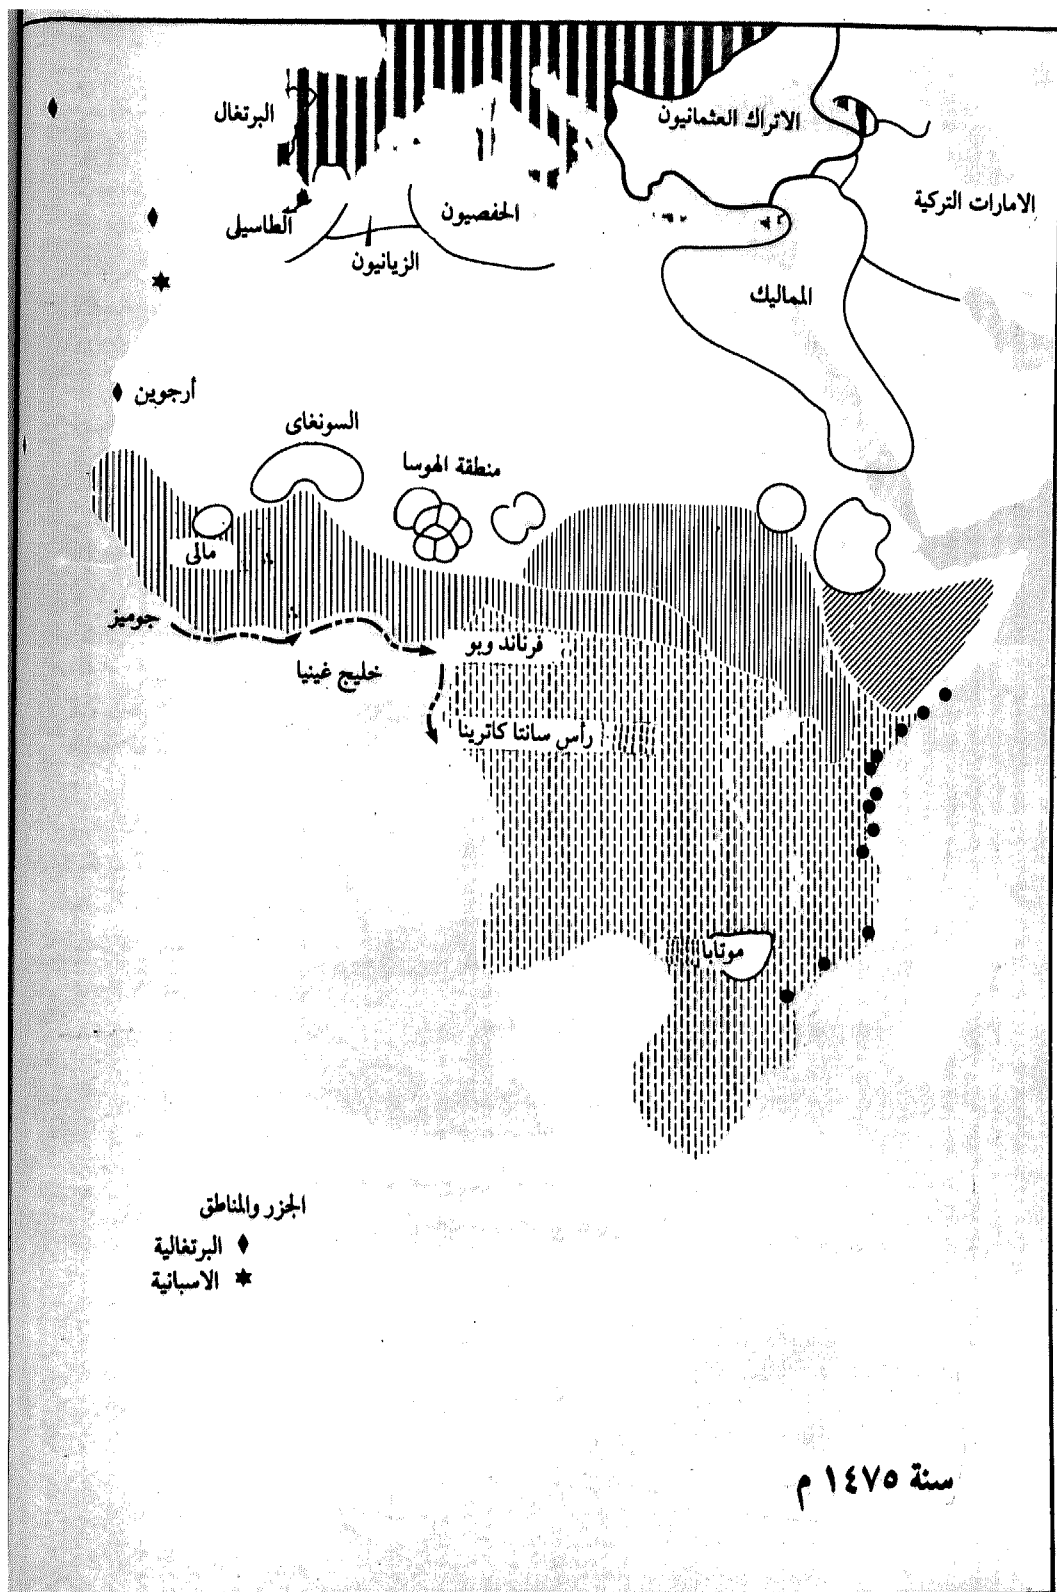 البرتغال
الاتراك العثمانيون
الامارات التركية
الطاسيلى
الحفصيون
الزيانيون
المماليك
أرجوين
السونغاى
منطقة الهوسا
مالى
جوميز
فرناند وبو
خليج غينيا
رأس سانتا كاترينا
موتابا
الجزر والمناطق
البرتغالية
الاسبانية
سنة ١٤٧٥ م